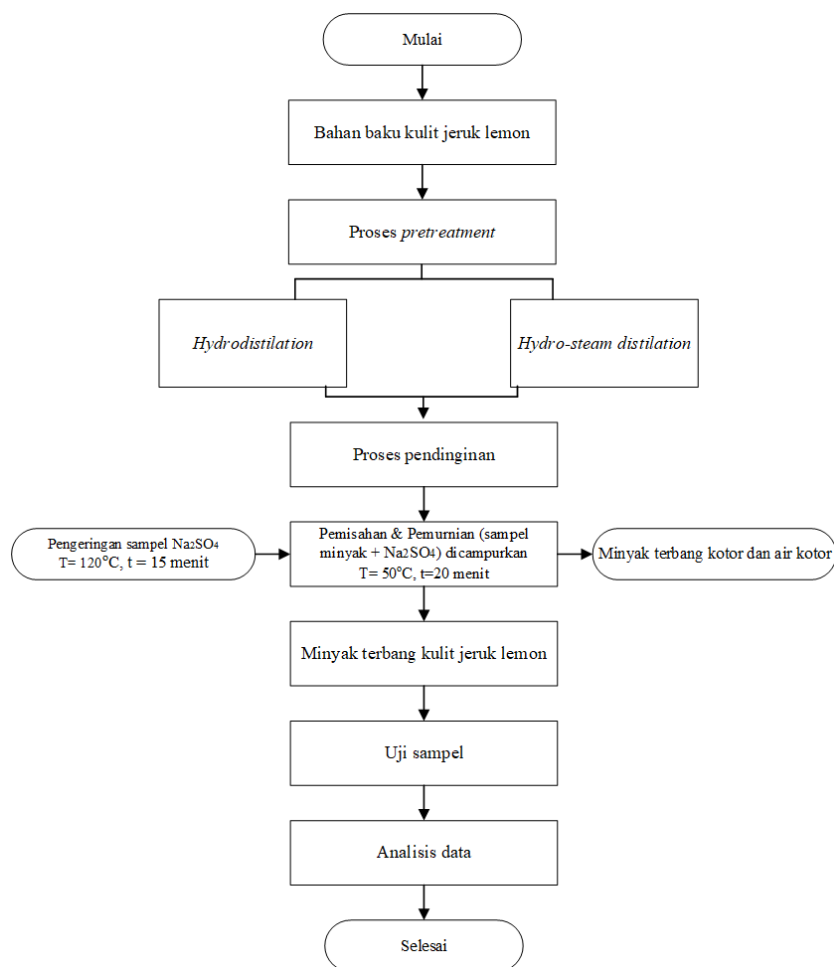 Mulai
Bahan baku kulit jeruk lemon
Proses pretreatment
Hydrodistilation
Hydro-steam distilation
Proses pendinginan
Pengeringan sampel Na₂SO₄
T= 120°C, t = 15 menit
Pemisahan & Pemurnian (sampel
minyak + Na₂SO₄) dicampurkan
T= 50°C, t=20 menit
Minyak terbang kotor dan air kotor
Minyak terbang kulit jeruk lemon
Uji sampel
Analisis data
Selesai